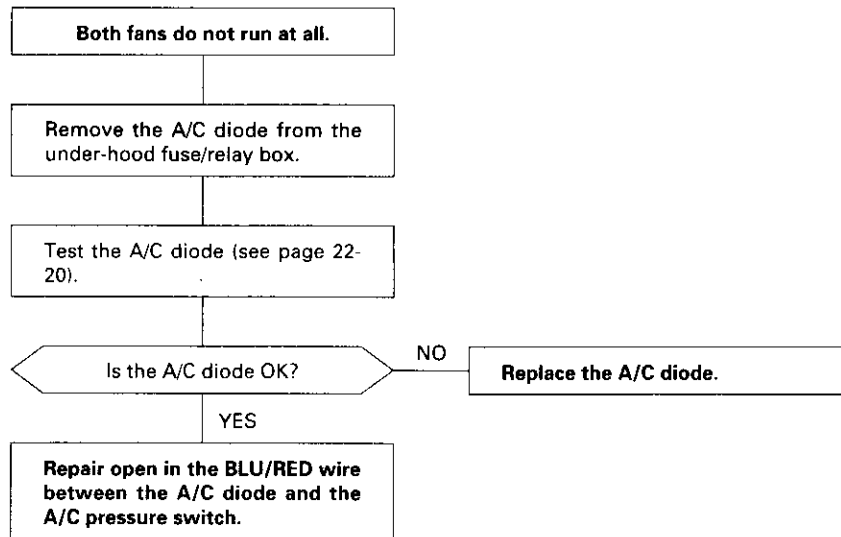 Both fans do not run at all.
Remove the A/C diode from the
under-hood fuse/relay box.
Test the A/C diode (see page 22-
20).
Is the A/C diode OK?
NO
Replace the A/C diode.
YES
Repair open in the BLU/RED wire
between the A/C diode and the
A/C pressure switch.